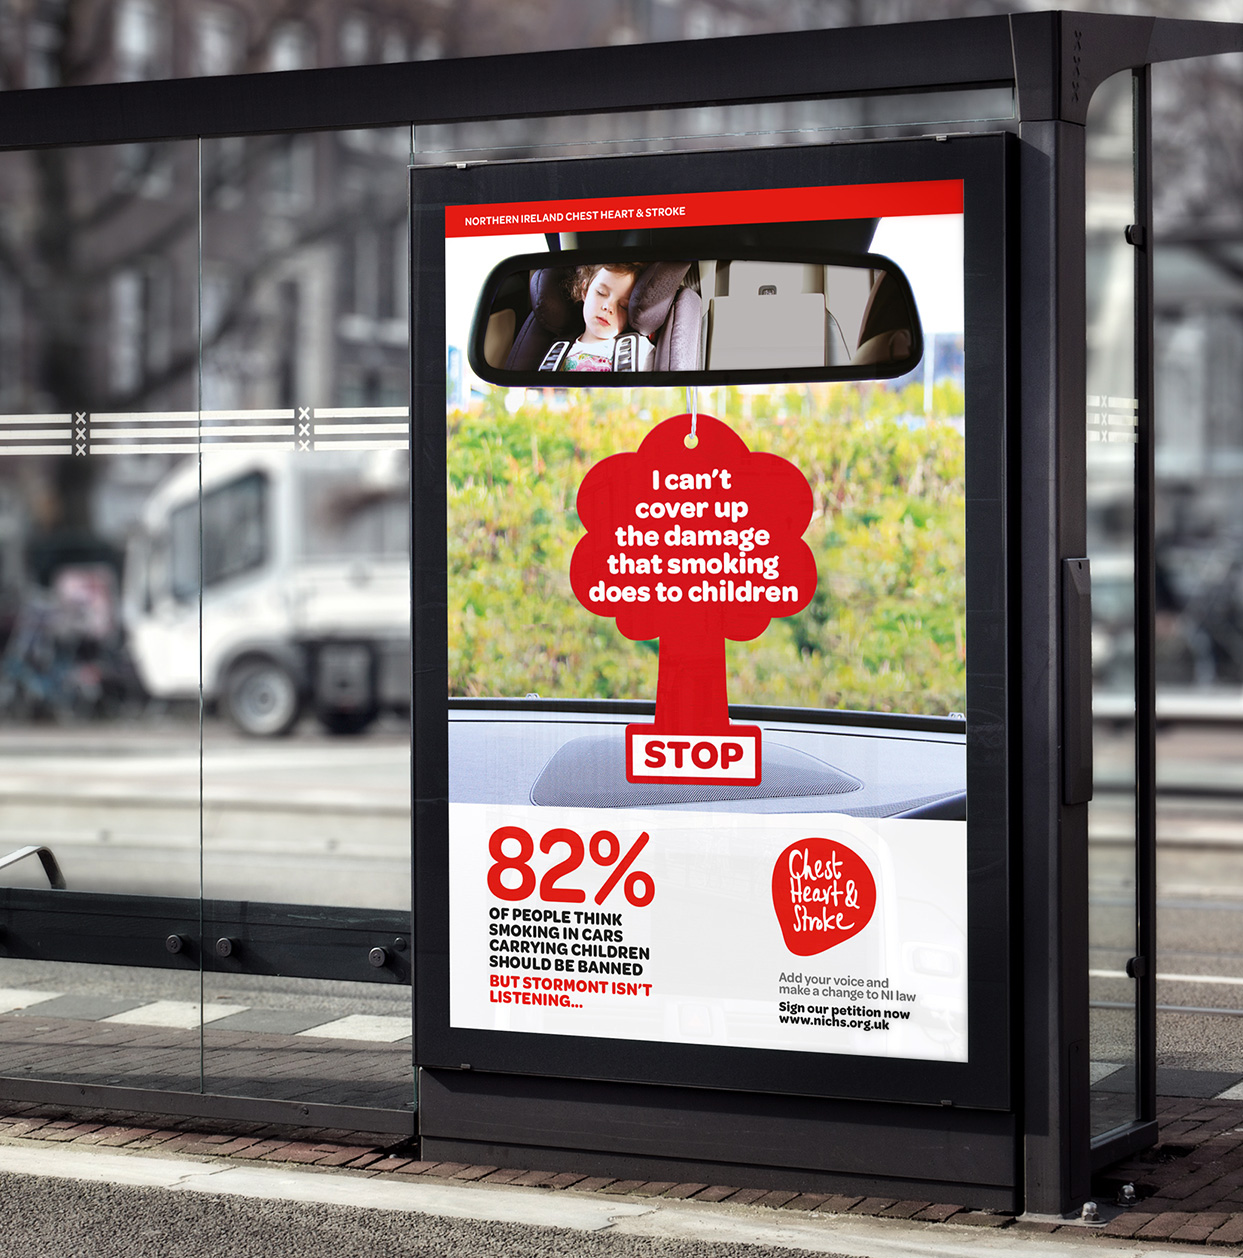 NORTHERN IRELAND CHEST HEART & STROKE
I can't
cover up
the damage
that smoking
does to children
STOP
82%
OF PEOPLE THINK
SMOKING IN CARS
CARRYING CHILDREN
SHOULD BE BANNED
BUT STORMONT ISN'T
LISTENING...
Chest
Heart &
Stroke
Add your voice and
make a change to NI law
Sign our petition now
www.nichs.org.uk